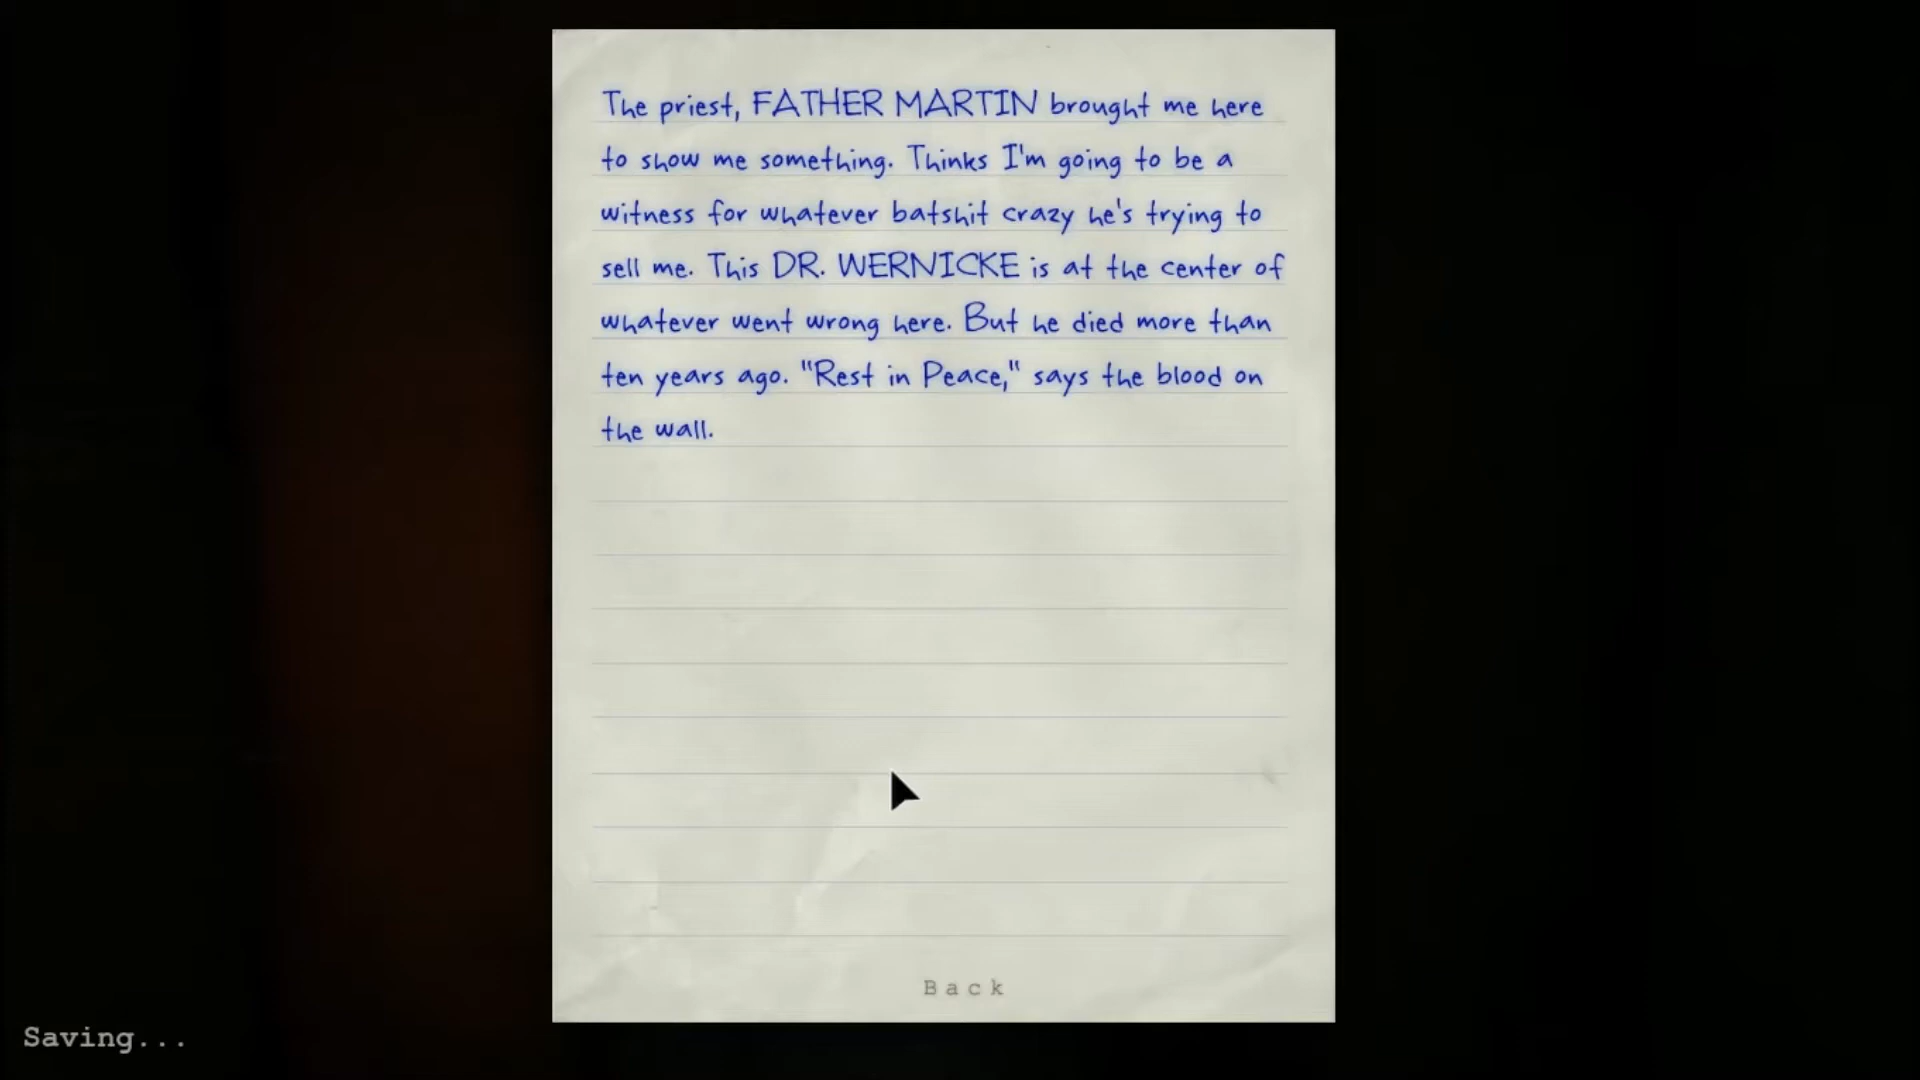 The priest, FATHER MARTIN brought me here
to show me something. Thinks I'm going to be a
witness for whatever batshit crazy he's trying to
sell me. This DR. WERNICKE is at the center of
whatever went wrong here. But he died more than
ten years ago. "Rest in Peace," says the blood on
the wall.
Back
Saving...